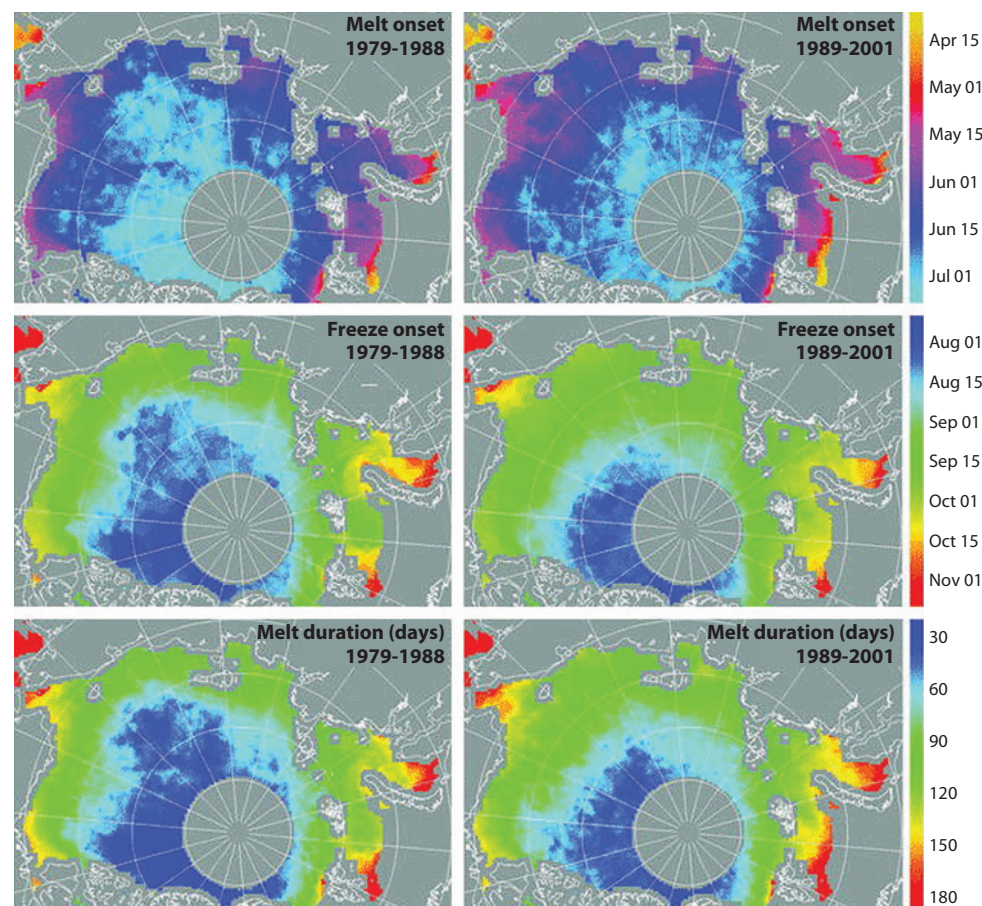 Melt onset
1979-1988
Melt onset
1989-2001
Apr 15
May 01
May 15
Jun 01
Jun 15
Jul 01
Freeze onset
1979-1988
Freeze onset
1989-2001
Aug 01
Aug 15
Sep 01
Sep 15
Oct 01
Oct 15
Nov 01
Melt duration (days)
1979-1988
Melt duration (days)
1989-2001
30
60
90
120
150
180